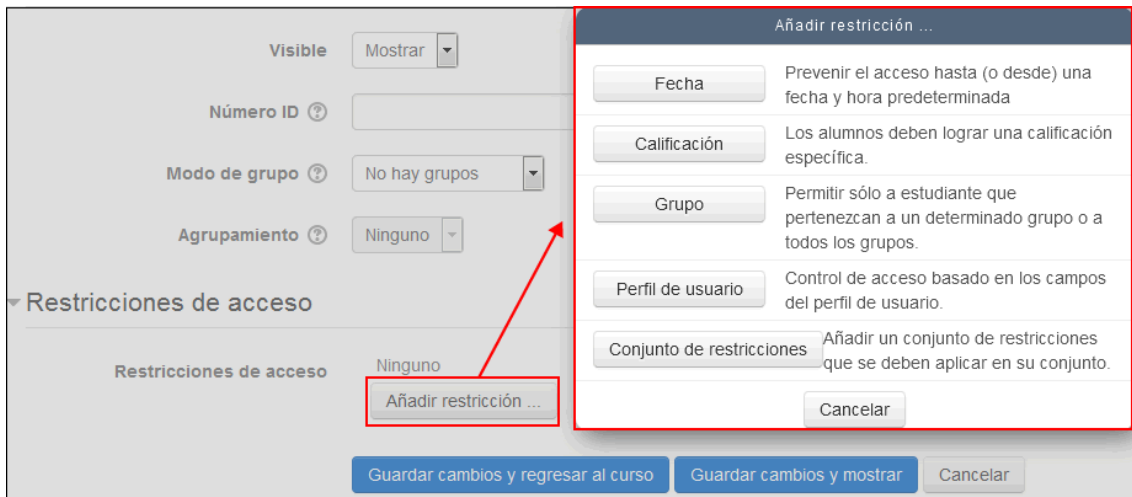 Visible
Mostrar
Número ID
Modo de grupo
No hay grupos
Agrupamiento
Ninguno
Restricciones de acceso
Restricciones de acceso
Ninguno
Añadir restricción ...
Guardar cambios y regresar al curso
Guardar cambios y mostrar
Cancelar
Añadir restricción ...
Fecha
Prevenir el acceso hasta (o desde) una
fecha y hora predeterminada
Calificación
Los alumnos deben lograr una calificación
específica.
Grupo
Permitir sólo a estudiante que
pertenezcan a un determinado grupo o a
todos los grupos.
Perfil de usuario
Control de acceso basado en los campos
del perfil de usuario.
Conjunto de restricciones
Añadir un conjunto de restricciones
que se deben aplicar en su conjunto.
Cancelar